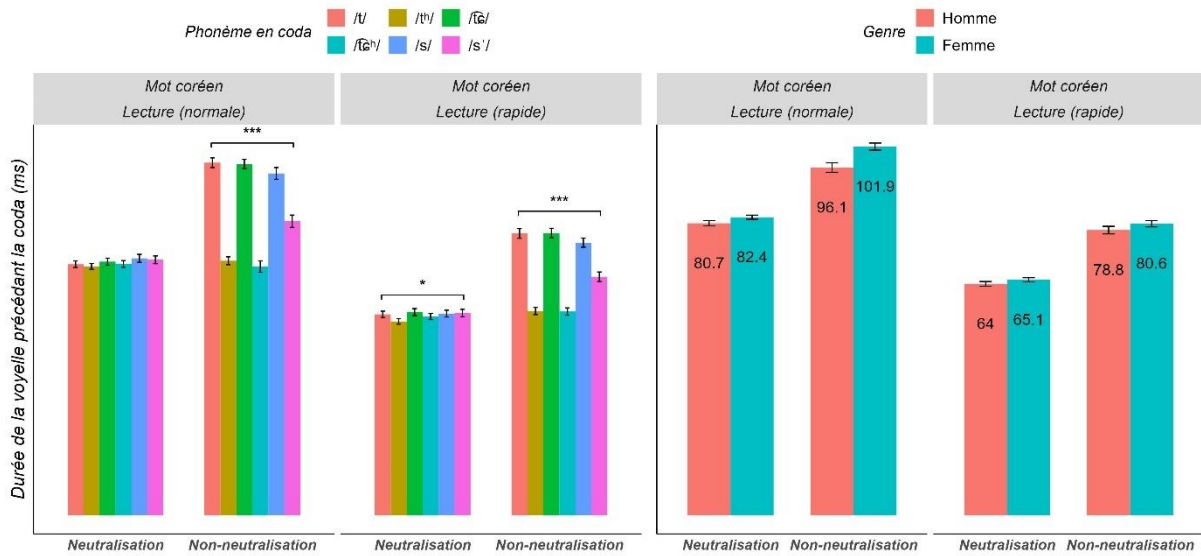 Phonème en coda
/t/ /tʰ/ /t͡ɕ/
/t͡ɕʰ/ /s/ /s'/
Genre
Homme
Femme
Mot coréen
Lecture (normale)
Mot coréen
Lecture (rapide)
Mot coréen
Lecture (normale)
Mot coréen
Lecture (rapide)
Durée de la voyelle précédant la coda (ms)
***
*
***
80.7
82.4
96.1
101.9
64
65.1
78.8
80.6
Neutralisation Non-neutralisation
Neutralisation Non-neutralisation
Neutralisation Non-neutralisation
Neutralisation Non-neutralisation